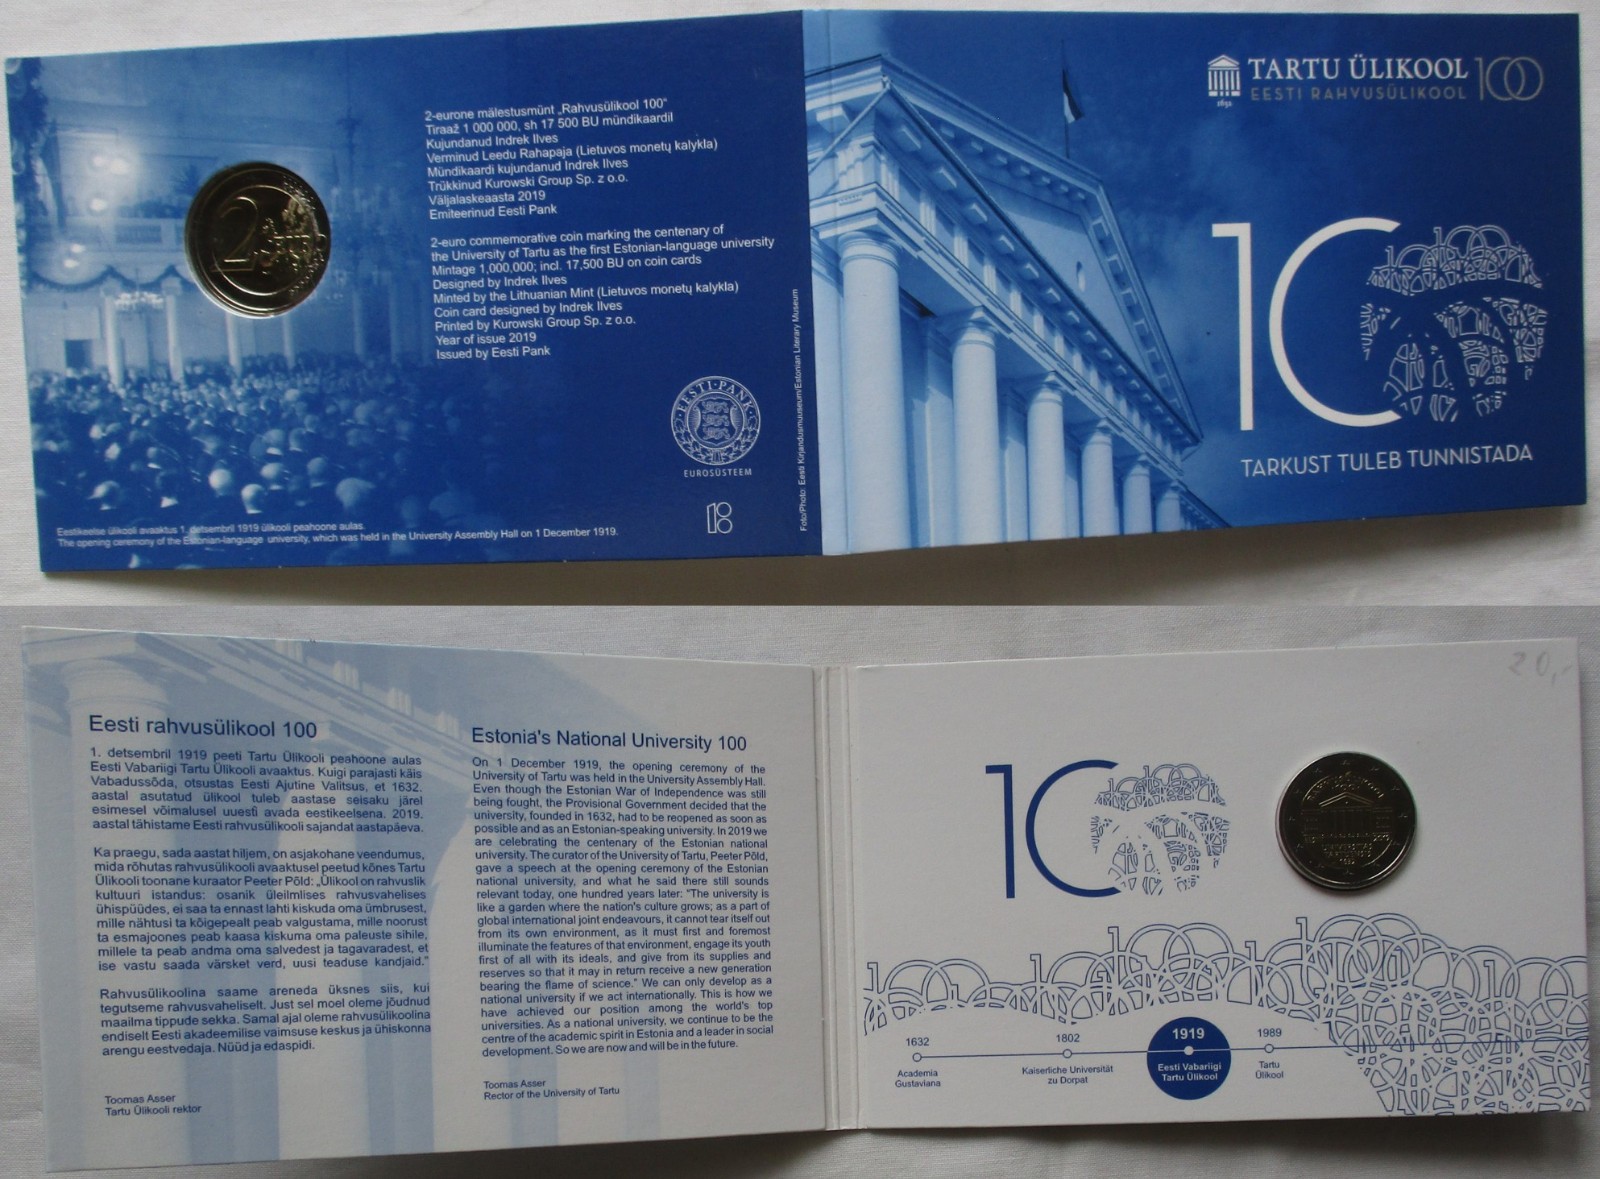 2-eurone mälestusmünt „Rahvusülikool 100“
Tiraaž 1 000 000, sh 17 500 BU mündikaardil
Kujundanud Indrek Ilves
Verminud Leedu Rahapaja (Lietuvos monetų kalykla)
Mündikaardi kujundanud Indrek Ilves
Trükkinud Kurowski Group Sp. z o.o.
Väljalaskeaasta 2019
Emiteerinud Eesti Pank
2-euro commemorative coin marking the centenary of
the University of Tartu as the first Estonian-language university
Mintage 1,000,000; incl. 17,500 BU on coin cards
Designed by Indrek Ilves
Minted by the Lithuanian Mint (Lietuvos monetų kalykla)
Coin card designed by Indrek Ilves
Printed by Kurowski Group Sp. z o.o.
Year of issue 2019
Issued by Eesti Pank
2 EURO
EESTI PANK
EUROSÜSTEEM
100
Eestikeelse ülikooli avaaktus 1. detsembril 1919 ülikooli peahoone aulas.
The opening ceremony of the Estonian-language university, which was held in the University Assembly Hall on 1 December 1919.
Foto/Photo: Eesti Kirjandusmuuseum/Estonian Literary Museum
TARTU ÜLIKOOL 100
EESTI RAHVUSÜLIKOOL
1632
100
TARKUST TULEB TUNNISTADA
Eesti rahvusülikool 100
1. detsembril 1919 peeti Tartu Ülikooli peahoone aulas
Eesti Vabariigi Tartu Ülikooli avaaktus. Kuigi parajasti käis
Vabadussõda, otsustas Eesti Ajutine Valitsus, et 1632.
aastal asutatud ülikool tuleb aastase seisaku järel
esimesel võimalusel uuesti avada eestikeelsena. 2019.
aastal tähistame Eesti rahvusülikooli sajandat aastapäeva.
Ka praegu, sada aastat hiljem, on asjakohane veendumus,
mida rõhutas rahvusülikooli avaaktusel peetud kõnes Tartu
Ülikooli toonane kuraator Peeter Põld: „Ülikool on rahvuslik
kultuuri istandus: osanik üleilmlises rahvusvahelises
ühispüüdes, ei saa ta ennast lahti kiskuda oma ümbrusest,
mille nähtusi ta kõigepealt peab valgustama, mille noorust
ta esmajoones peab kaasa kiskuma oma paleuste sihile,
millele ta peab andma oma salvedest ja tagavaradest, et
ise vastu saada värsket verd, uusi teaduse kandjaid.“
Rahvusülikoolina saame areneda üksnes siis, kui
tegutseme rahvusvaheliselt. Just sel moel oleme jõudnud
maailma tippude sekka. Samal ajal oleme rahvusülikoolina
endiselt Eesti akadeemilise vaimsuse keskus ja ühiskonna
arengu eestvedaja. Nüüd ja edaspidi.
Toomas Asser
Tartu Ülikooli rektor
Estonia's National University 100
On 1 December 1919, the opening ceremony of the
University of Tartu was held in the University Assembly Hall.
Even though the Estonian War of Independence was still
being fought, the Provisional Government decided that the
university, founded in 1632, had to be reopened as soon as
possible and as an Estonian-speaking university. In 2019 we
are celebrating the centenary of the Estonian national
university. The curator of the University of Tartu, Peeter Põld,
gave a speech at the opening ceremony of the Estonian
national university, and what he said there still sounds
relevant today, one hundred years later: "The university is
like a garden where the nation's culture grows; as a part of
global international joint endeavours, it cannot tear itself out
from its own environment, as it must first and foremost
illuminate the features of that environment, engage its youth
first of all with its ideals, and give from its supplies and
reserves so that it may in return receive a new generation
bearing the flame of science." We can only develop as a
national university if we act internationally. This is how we
have achieved our position among the world's top
universities. As a national university, we continue to be the
centre of the academic spirit in Estonia and a leader in social
development. So we are now and will be in the future.
Toomas Asser
Rector of the University of Tartu
20,-
100
1632
Academia
Gustaviana
1802
Kaiserliche Universität
zu Dorpat
1919
Eesti Vabariigi
Tartu Ülikool
1989
Tartu
Ülikool